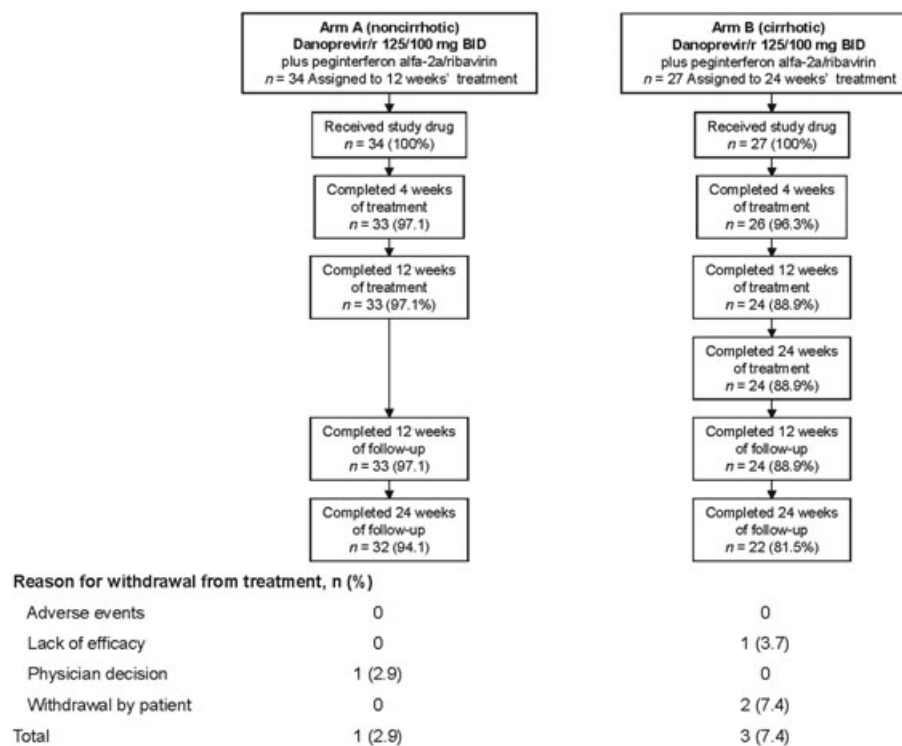 Arm A (noncirrhotic)
Danoprevir/r 125/100 mg BID
plus peginterferon alfa-2a/ribavirin
n = 34 Assigned to 12 weeks' treatment
Received study drug
n = 34 (100%)
Completed 4 weeks
of treatment
n = 33 (97.1)
Completed 12 weeks
of treatment
n = 33 (97.1%)
Completed 12 weeks
of follow-up
n = 33 (97.1)
Completed 24 weeks
of follow-up
n = 32 (94.1)
Arm B (cirrhotic)
Danoprevir/r 125/100 mg BID
plus peginterferon alfa-2a/ribavirin
n = 27 Assigned to 24 weeks' treatment
Received study drug
n = 27 (100%)
Completed 4 weeks
of treatment
n = 26 (96.3%)
Completed 12 weeks
of treatment
n = 24 (88.9%)
Completed 24 weeks
of treatment
n = 24 (88.9%)
Completed 12 weeks
of follow-up
n = 24 (88.9%)
Completed 24 weeks
of follow-up
n = 22 (81.5%)
Reason for withdrawal from treatment, n (%)
Adverse events 0 0
Lack of efficacy 0 1 (3.7)
Physician decision 1 (2.9) 0
Withdrawal by patient 0 2 (7.4)
Total 1 (2.9) 3 (7.4)